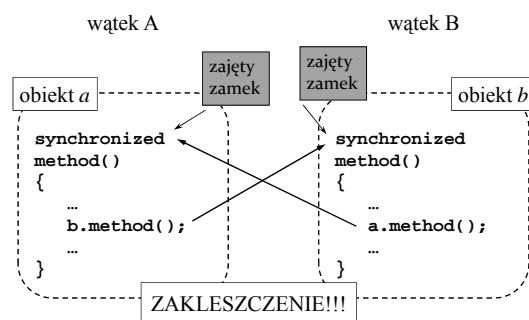 wątek A
wątek B
zajęty
zamek
zajęty
zamek
obiekt a
obiekt b
synchronized
method()
{
…
b.method();
…
}
synchronized
method()
{
…
a.method();
…
}
ZAKLESZCZENIE!!!